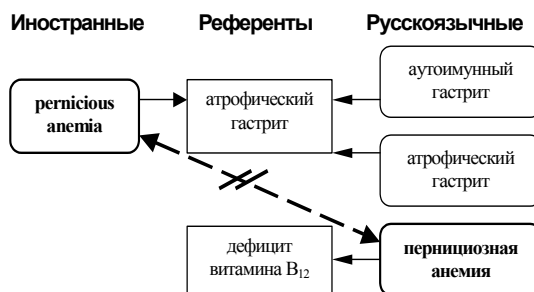 Иностранные Референты Русскоязычные
pernicious
anemia
атрофический
гастрит
аутоимунный
гастрит
атрофический
гастрит
дефицит
витамина B₁₂
пернициозная
анемия